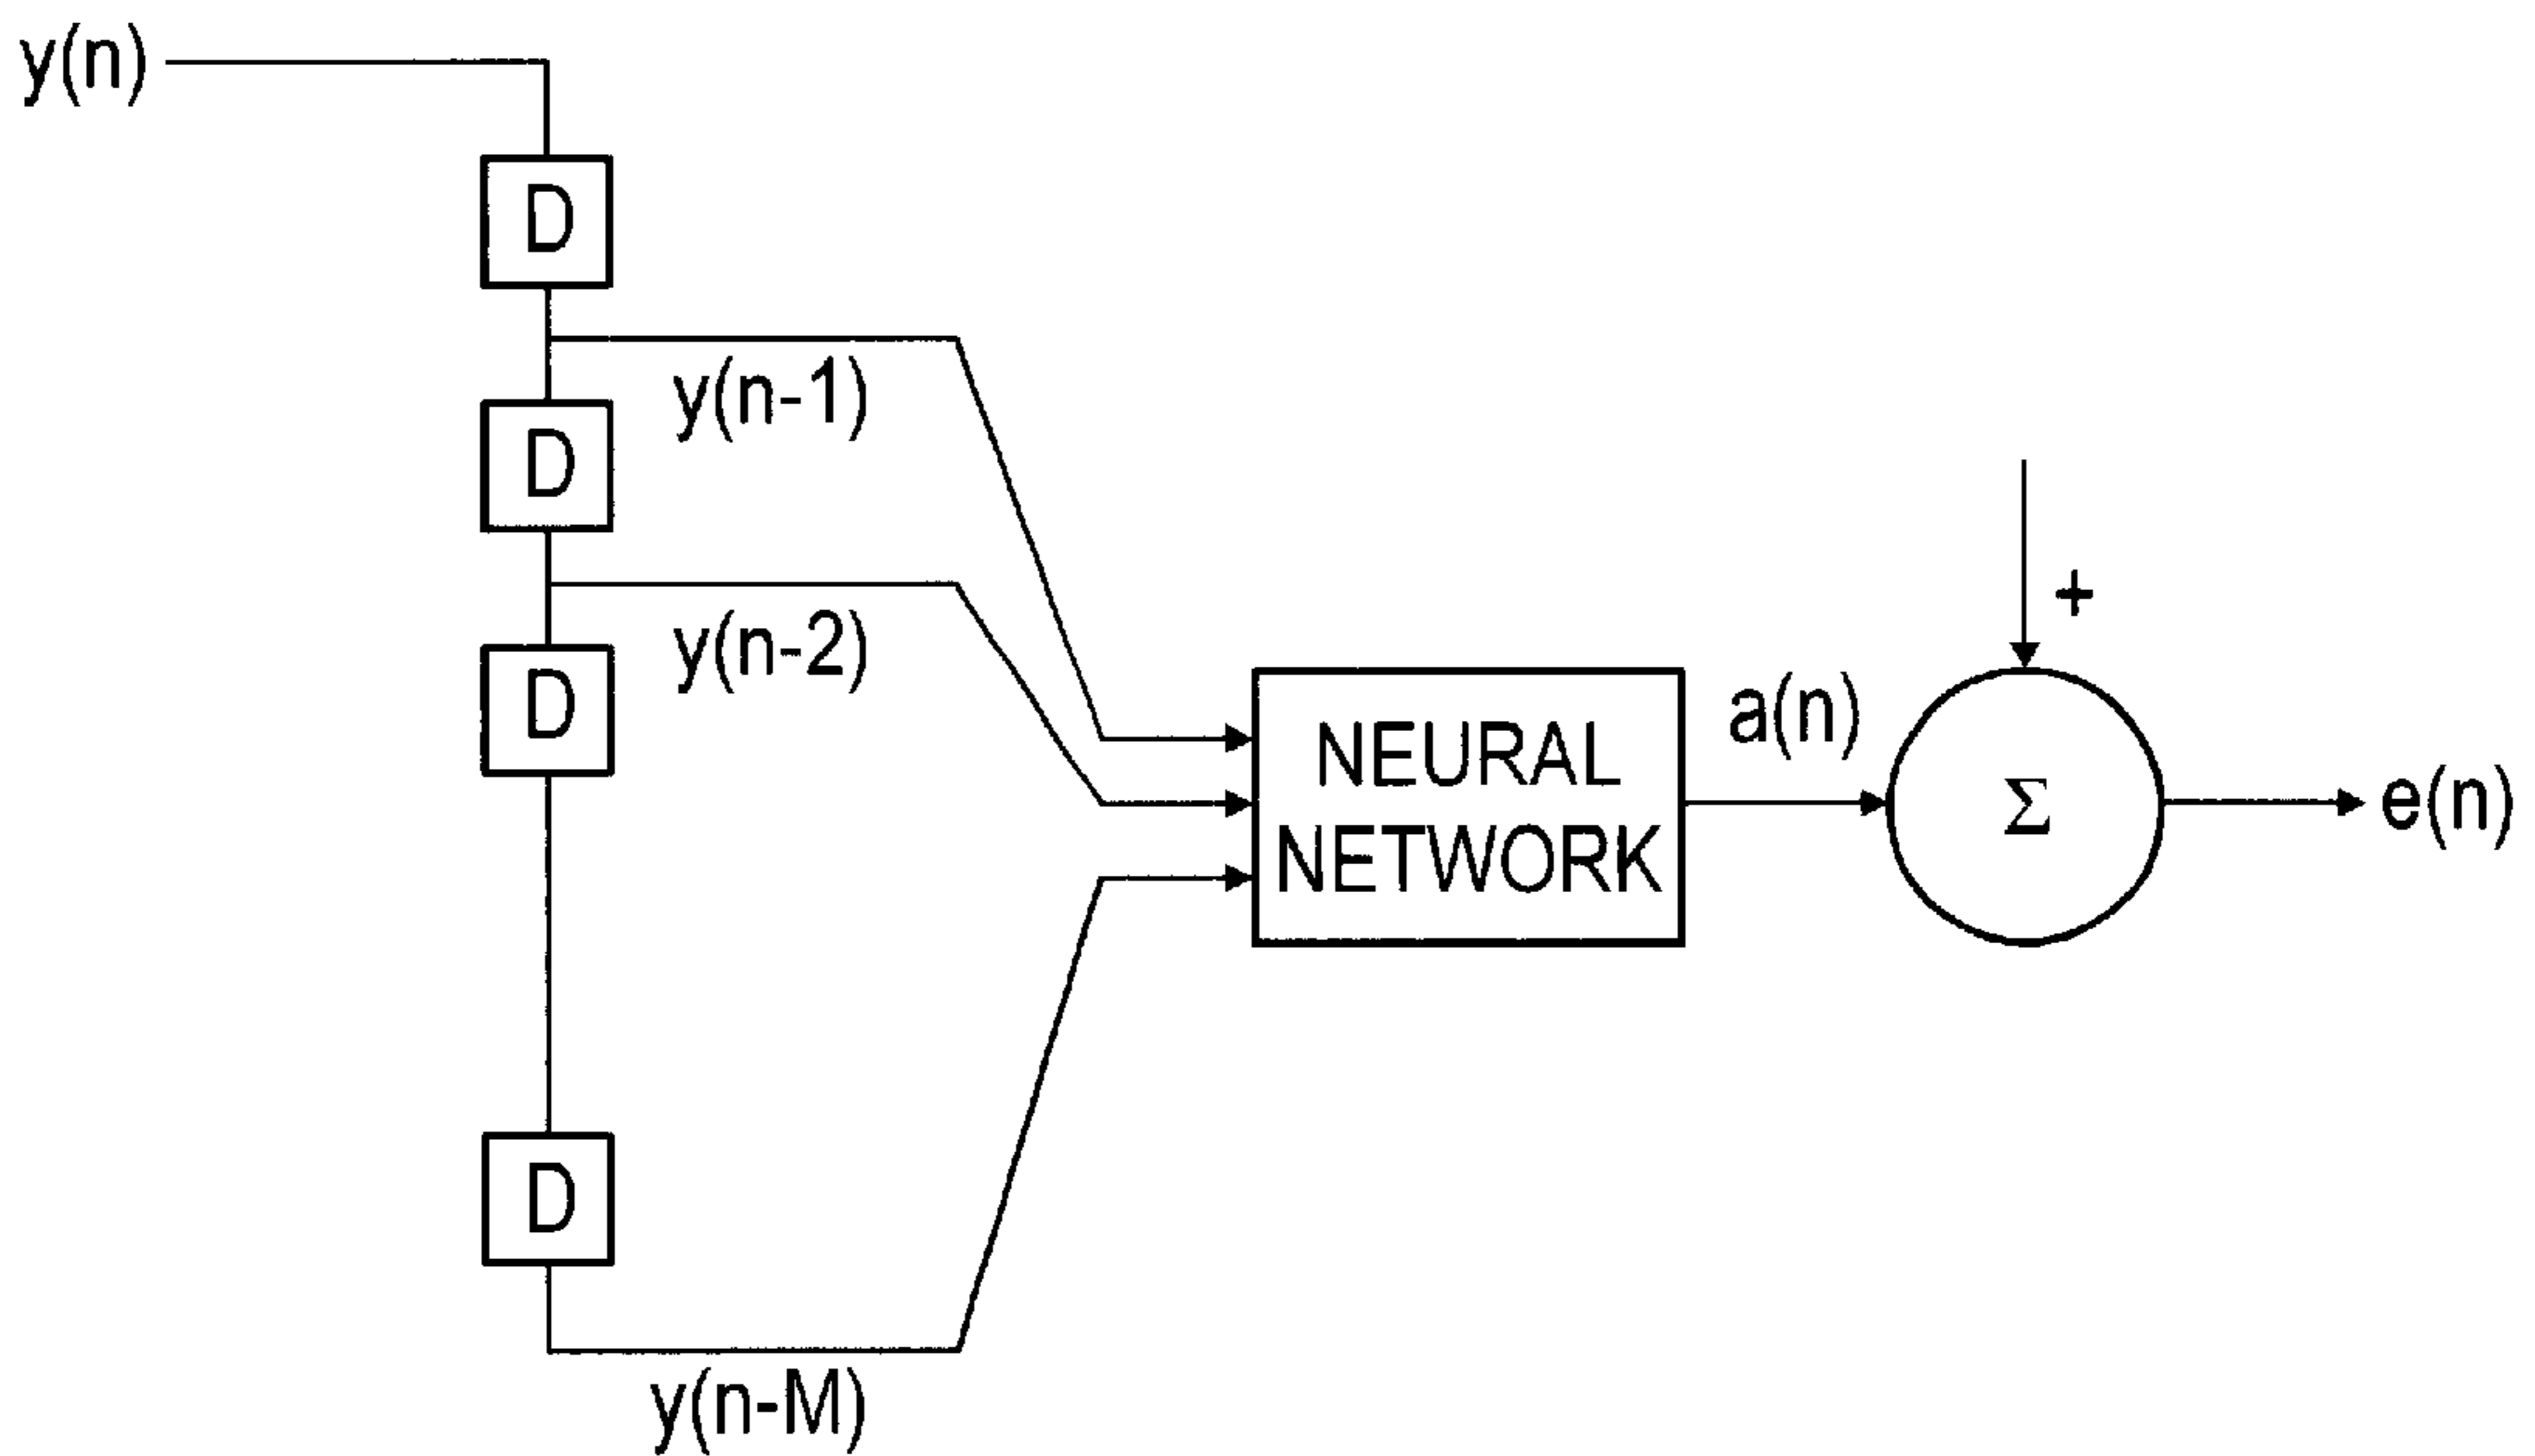 y(n)
D
y(n-1)
D
y(n-2)
D
D
y(n-M)
NEURAL
NETWORK
a(n)
+
Σ
e(n)